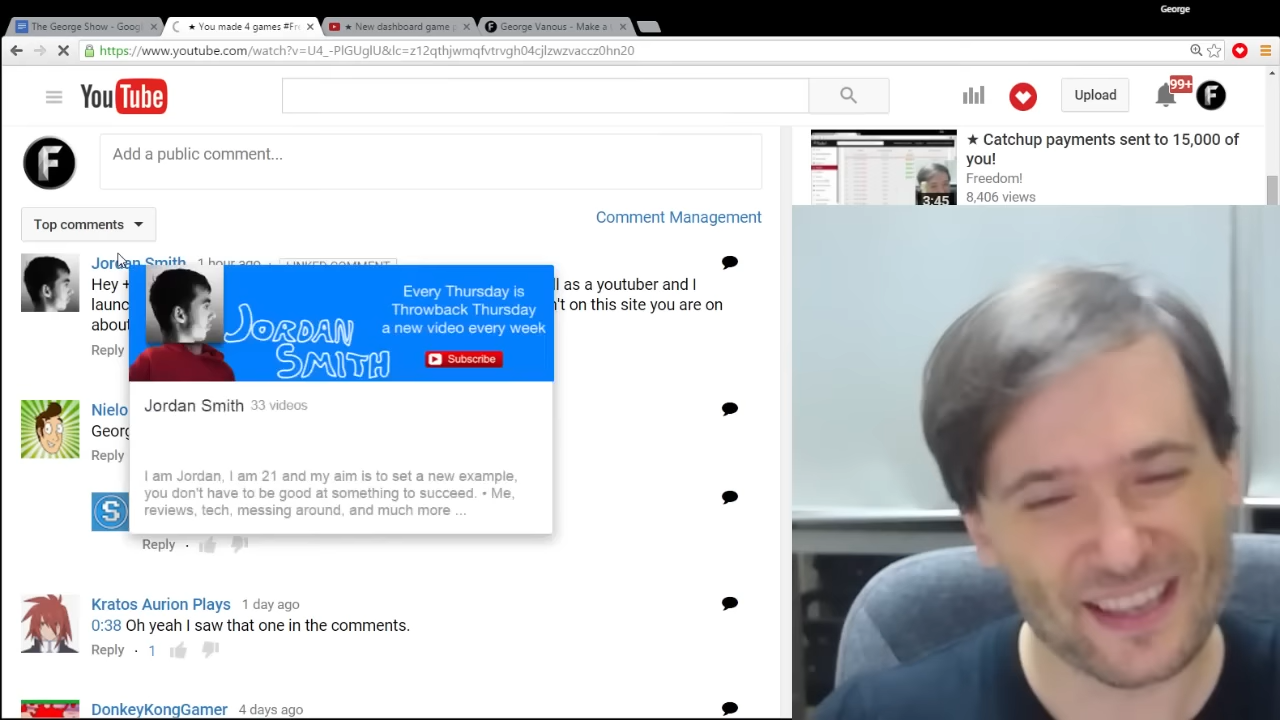 George
The George Show - Googl
★ You made 4 games #Fr
★ New dashboard game p
George Vanous - Make a
https://www.youtube.com/watch?v=U4_-PlGUglU&lc=z12qthjwmqfvtrvgh04cjlzwzvaccz0hn20
YouTube
Upload
99+
F
F
Add a public comment...
★ Catchup payments sent to 15,000 of
you!
Freedom!
8,406 views
3:45
Top comments
Comment Management
Jordan Smith 1 hour ago LINKED COMMENT
Hey +
ll as a youtuber and I
launc
n't on this site you are on
about
Reply
Every Thursday is
Throwback Thursday
a new video every week
JORDAN
SMITH
Subscribe
Jordan Smith 33 videos
I am Jordan, I am 21 and my aim is to set a new example,
you don't have to be good at something to succeed. • Me,
reviews, tech, messing around, and much more ...
Nielo
Georg
Reply
S
Reply
Kratos Aurion Plays 1 day ago
0:38 Oh yeah I saw that one in the comments.
Reply · 1
DonkeyKongGamer 4 days ago